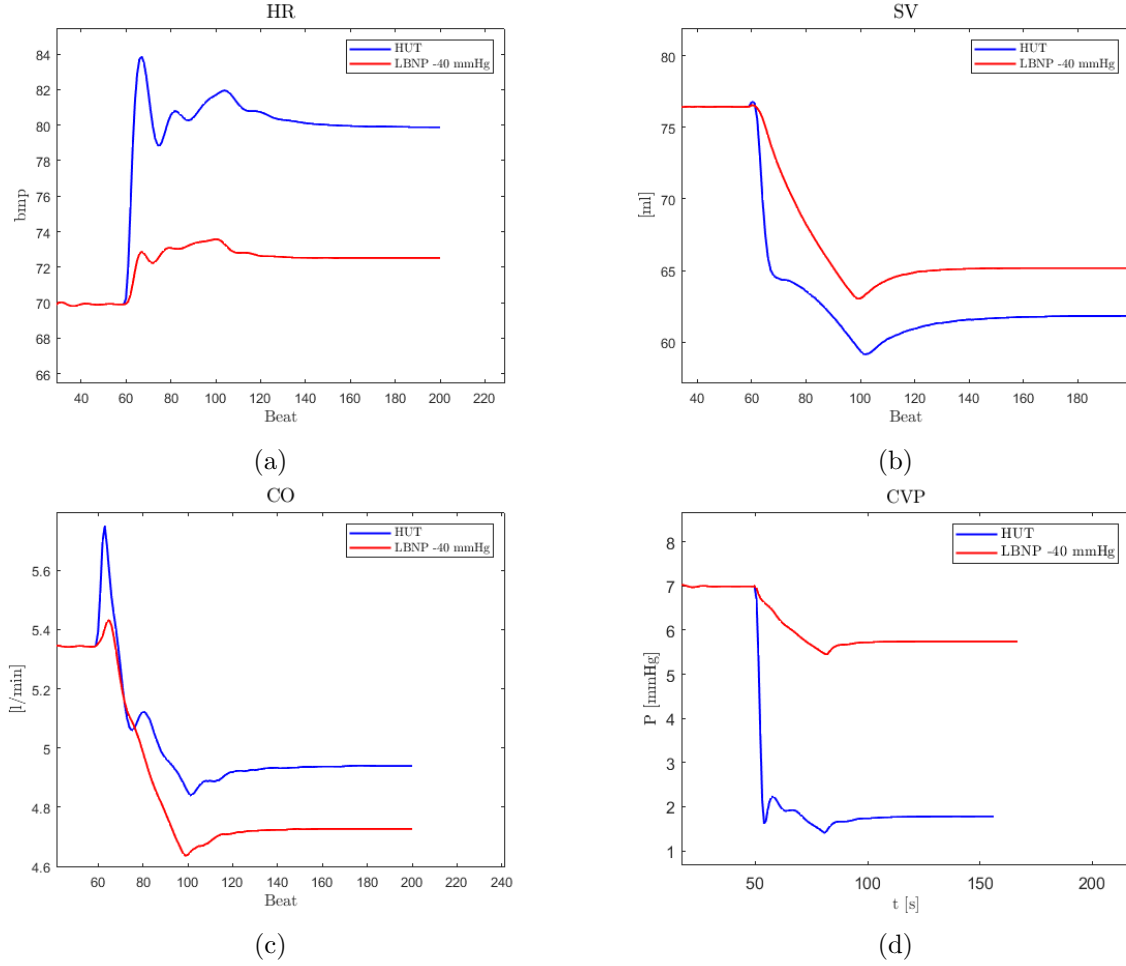 HR
HUT
LBNP -40 mmHg
84
82
80
78
76
74
72
70
68
66
bmp
40 60 80 100 120 140 160 180 200 220
Beat
(a)
SV
HUT
LBNP -40 mmHg
80
75
70
65
60
[ml]
40 60 80 100 120 140 160 180
Beat
(b)
CO
HUT
LBNP -40 mmHg
5.6
5.4
5.2
5
4.8
4.6
[l/min]
60 80 100 120 140 160 180 200 220 240
Beat
(c)
CVP
HUT
LBNP -40 mmHg
8
7
6
5
4
3
2
1
P [mmHg]
50 100 150 200
t [s]
(d)